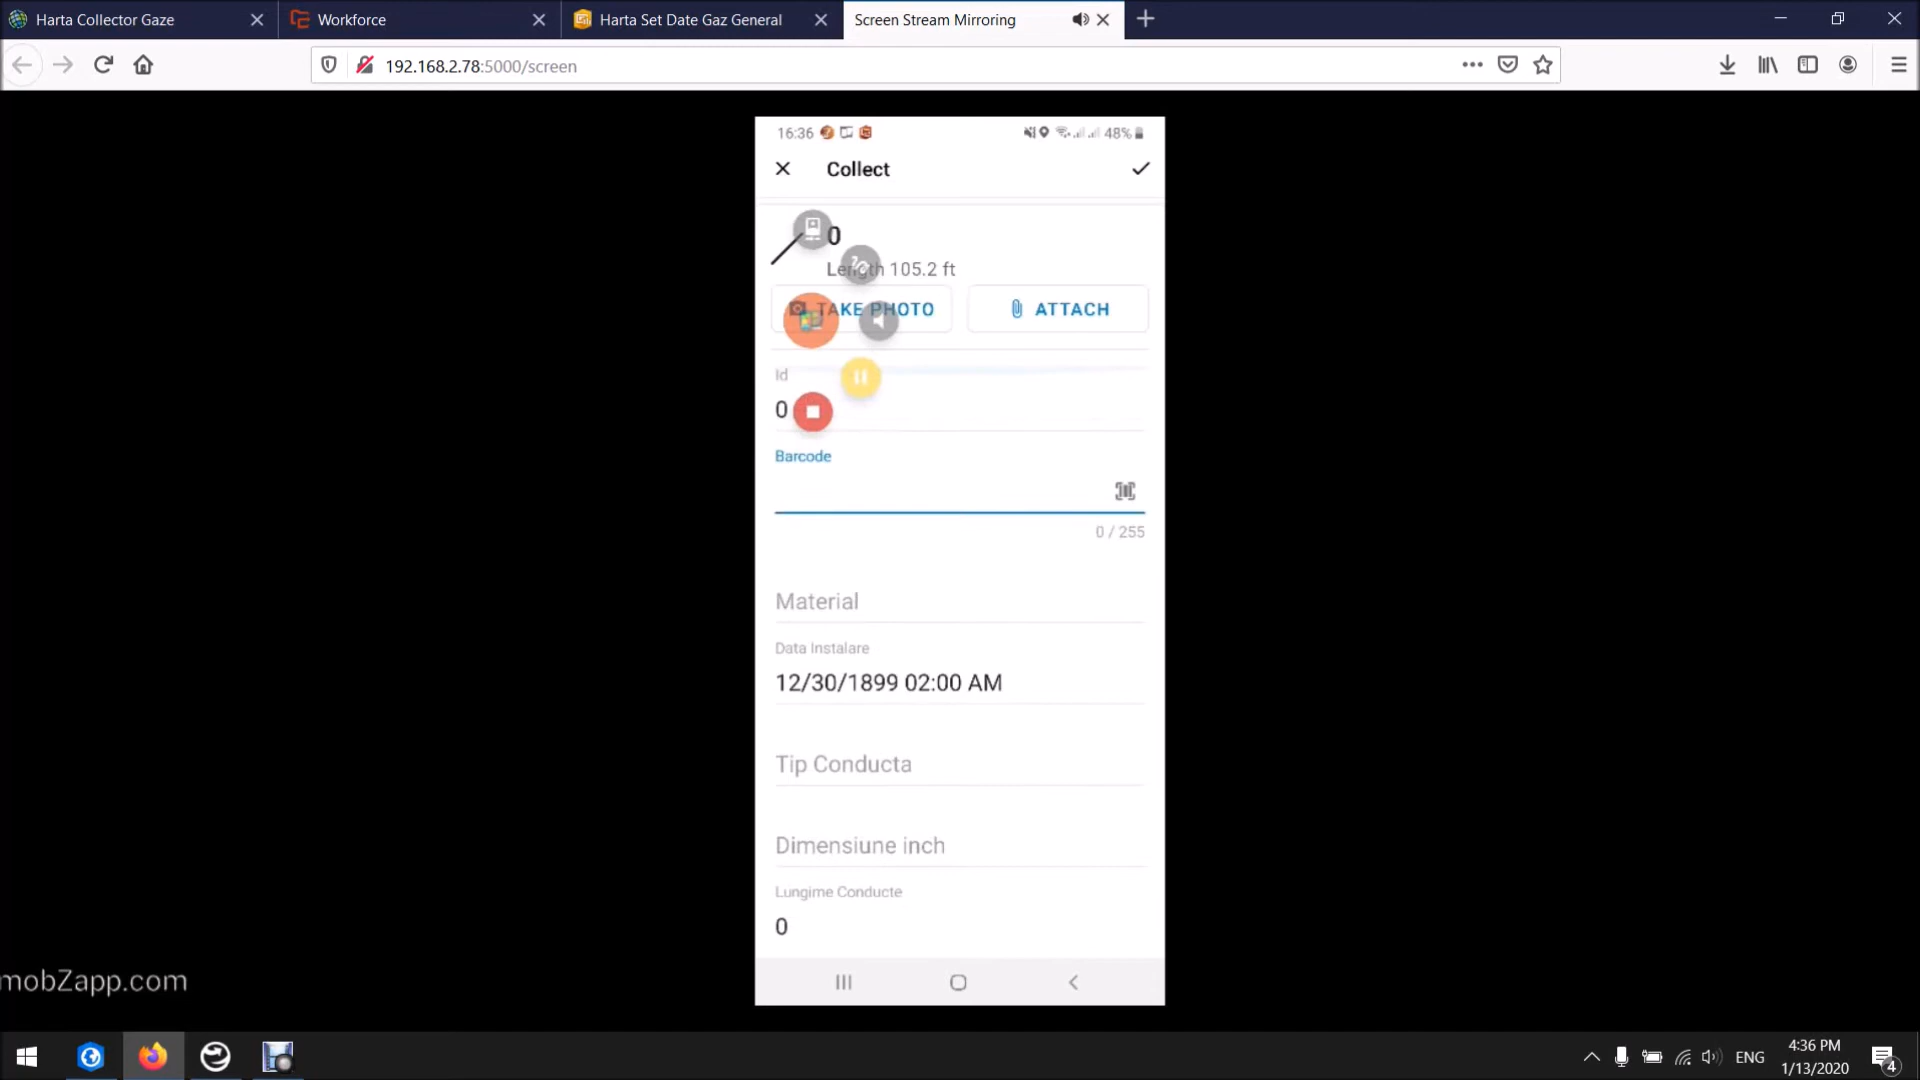 Harta Collector Gaze
Workforce
Harta Set Date Gaz General
Screen Stream Mirroring
192.168.2.78:5000/screen
16:36
48%
Collect
0
Length 105.2 ft
TAKE PHOTO
ATTACH
Id
0
Barcode
0 / 255
Material
Data Instalare
12/30/1899 02:00 AM
Tip Conducta
Dimensiune inch
Lungime Conducte
0
mobZapp.com
ENG
4:36 PM
1/13/2020
4